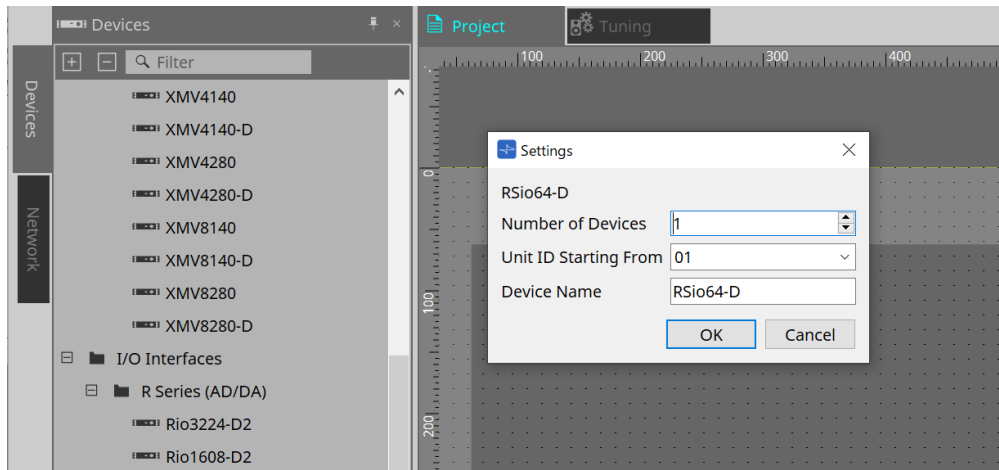 Devices
Filter
Devices
Network
XMV4140
XMV4140-D
XMV4280
XMV4280-D
XMV8140
XMV8140-D
XMV8280
XMV8280-D
I/O Interfaces
R Series (AD/DA)
Rio3224-D2
Rio1608-D2
Project
Tuning
100
200
300
400
0
100
200
Settings
RSio64-D
Number of Devices 1
Unit ID Starting From 01
Device Name RSio64-D
OK Cancel